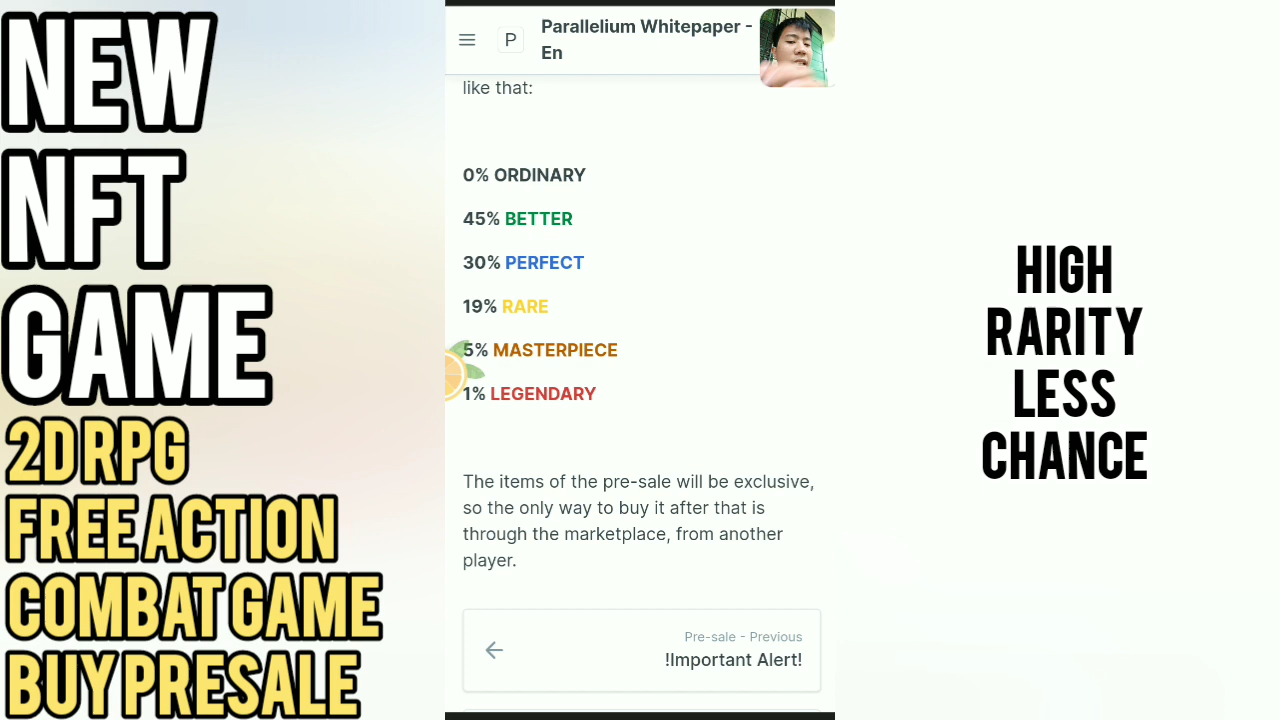 NEW
NFT
GAME
2D RPG
FREE ACTION
COMBAT GAME
BUY PRESALE
P
Parallelium Whitepaper -
En
like that:
0% ORDINARY
45% BETTER
30% PERFECT
19% RARE
5% MASTERPIECE
1% LEGENDARY
The items of the pre-sale will be exclusive,
so the only way to buy it after that is
through the marketplace, from another
player.
Pre-sale - Previous
!Important Alert!
HIGH
RARITY
LESS
CHANCE